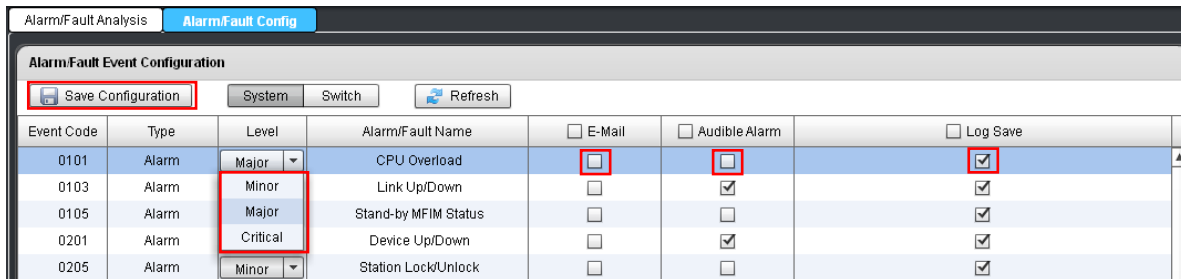 Alarm/Fault Analysis Alarm/Fault Config
Alarm/Fault Event Configuration
Save Configuration System Switch Refresh
Event Code Type Level Alarm/Fault Name E-Mail Audible Alarm Log Save
0101 Alarm Major CPU Overload
0103 Alarm Minor Link Up/Down
0105 Alarm Major Stand-by MFIM Status
0201 Alarm Critical Device Up/Down
0205 Alarm Minor Station Lock/Unlock